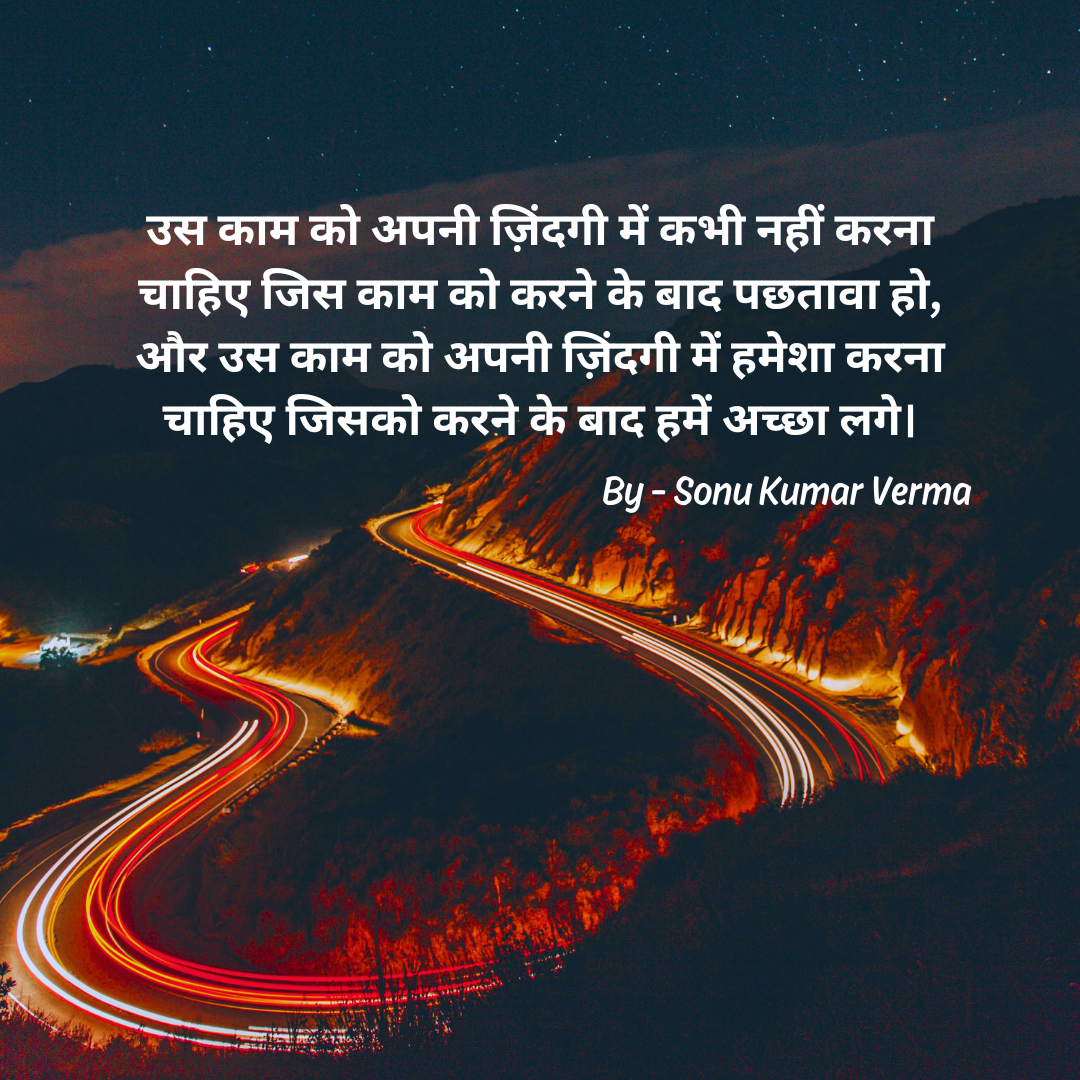 उस काम को अपनी ज़िंदगी में कभी नहीं करना
चाहिए जिस काम को करने के बाद पछतावा हो,
और उस काम को अपनी ज़िंदगी में हमेशा करना
चाहिए जिसको करने के बाद हमें अच्छा लगे।
By - Sonu Kumar Verma